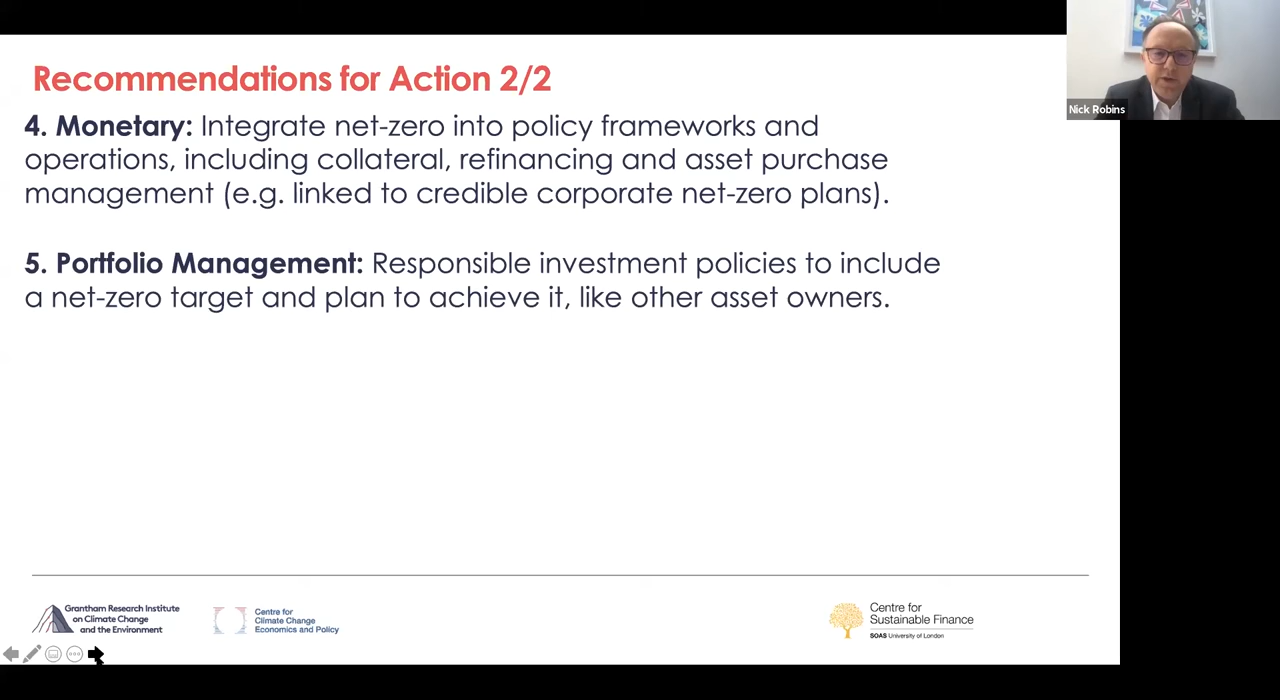 Recommendations for Action 2/2
4. Monetary: Integrate net-zero into policy frameworks and
operations, including collateral, refinancing and asset purchase
management (e.g. linked to credible corporate net-zero plans).
5. Portfolio Management: Responsible investment policies to include
a net-zero target and plan to achieve it, like other asset owners.
Nick Robins
Grantham Research Institute
on Climate Change
and the Environment
Centre for
Climate Change
Economics and Policy
Centre for
Sustainable Finance
SOAS University of London